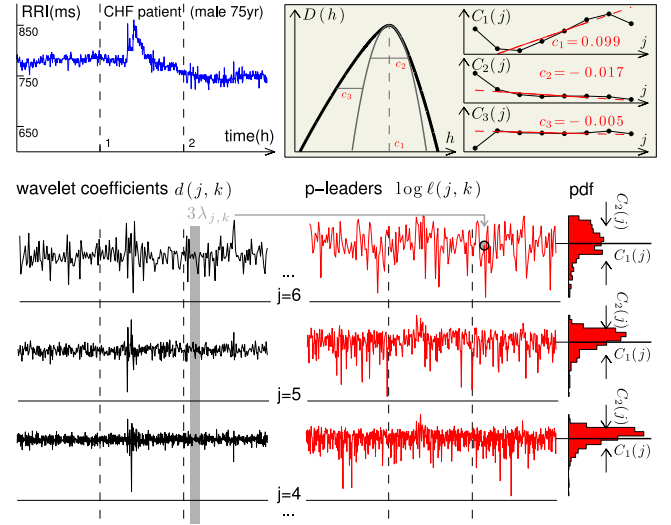 RRI(ms) CHF patient (male 75yr)
850
750
650
time(h)
1 2
D(h)
c₂
c₃
c₁
h
C₁(j)
c₁=0.099
j
C₂(j)
c₂=−0.017
j
C₃(j)
c₃=−0.005
j
wavelet coefficients d(j, k) p−leaders log ℓ(j, k) pdf
3λj,k
C₂(j)
C₁(j)
...
j=6
C₂(j)
C₁(j)
j=5
C₂(j)
C₁(j)
j=4
...